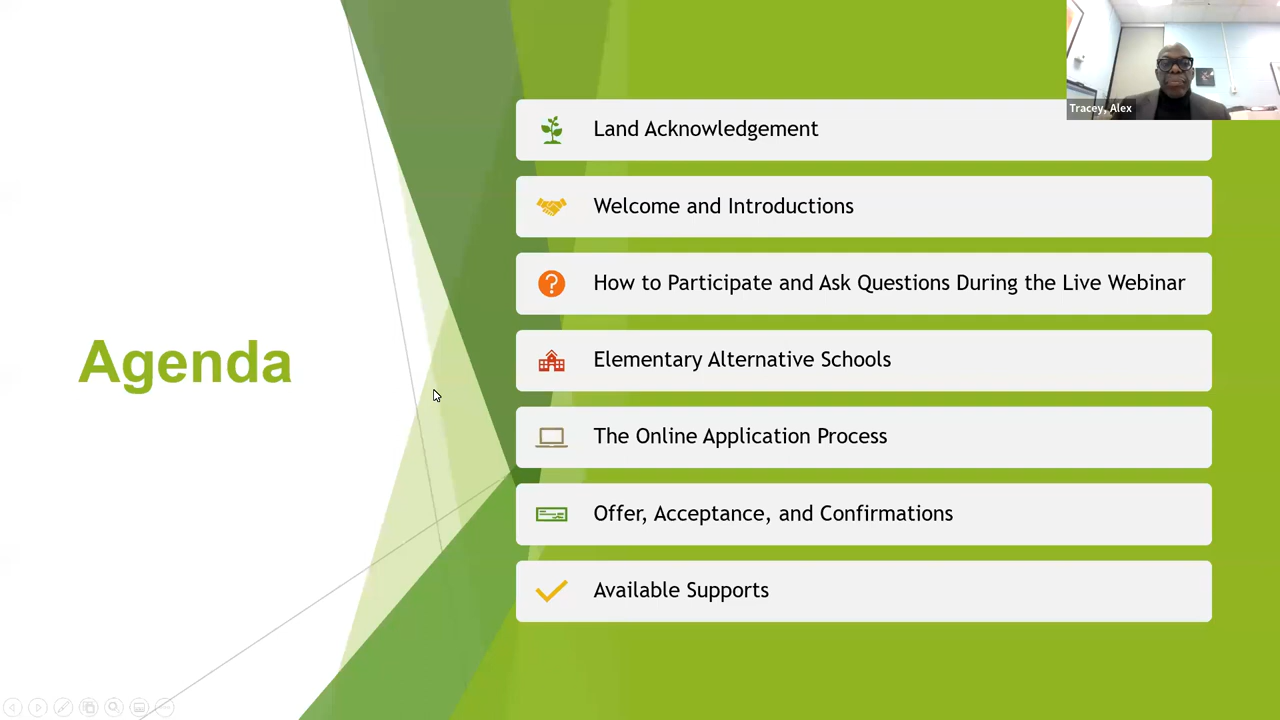 Tracey, Alex
Land Acknowledgement
Welcome and Introductions
How to Participate and Ask Questions During the Live Webinar
Agenda
Elementary Alternative Schools
The Online Application Process
Offer, Acceptance, and Confirmations
Available Supports